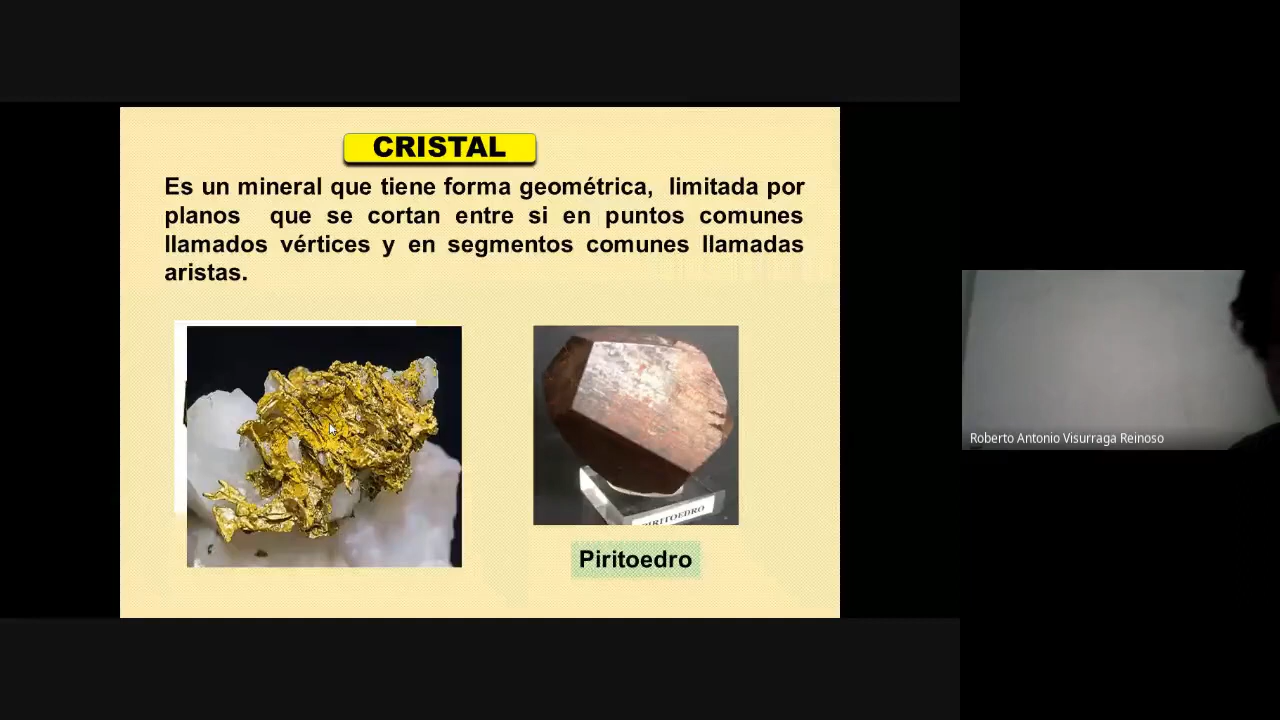 CRISTAL
Es un mineral que tiene forma geométrica, limitada por
planos que se cortan entre si en puntos comunes
llamados vértices y en segmentos comunes llamadas
aristas.
PIRITOEDRO
Piritoedro
Roberto Antonio Visurraga Reinoso